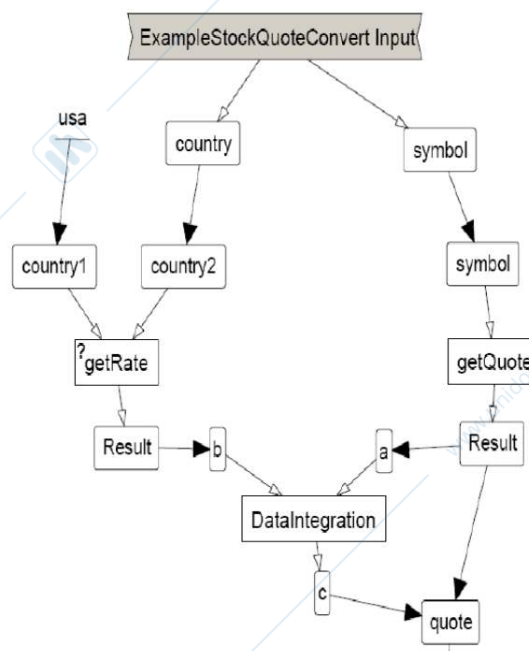 ExampleStockQuoteConvert Input
usa
country
symbol
country1
country2
symbol
?getRate
getQuote
Result
b
a
Result
DataIntegration
c
quote